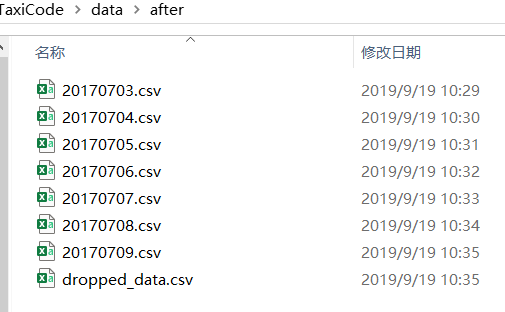 TaxiCode > data > after
名称 修改日期
20170703.csv 2019/9/19 10:29
20170704.csv 2019/9/19 10:30
20170705.csv 2019/9/19 10:31
20170706.csv 2019/9/19 10:32
20170707.csv 2019/9/19 10:33
20170708.csv 2019/9/19 10:34
20170709.csv 2019/9/19 10:35
dropped_data.csv 2019/9/19 10:35